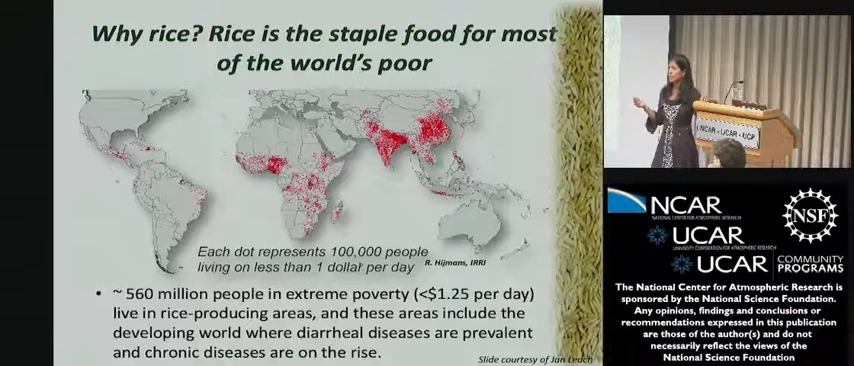 Why rice? Rice is the staple food for most
of the world's poor
Each dot represents 100,000 people
living on less than 1 dollar per day
R. Hijmans, IRRI
• ~ 560 million people in extreme poverty (<$1.25 per day)
live in rice-producing areas, and these areas include the
developing world where diarrheal diseases are prevalent
and chronic diseases are on the rise.
Slide courtesy of Jan Leach
NCAR - UCAR - UCP
NCAR
NATIONAL CENTER FOR ATMOSPHERIC RESEARCH
NSF
UCAR
UNIVERSITY CORPORATION FOR ATMOSPHERIC RESEARCH
UCAR | COMMUNITY
PROGRAMS
The National Center for Atmospheric Research is
sponsored by the National Science Foundation.
Any opinions, findings and conclusions or
recommendations expressed in this publication
are those of the author(s) and do not
necessarily reflect the views of the
National Science Foundation